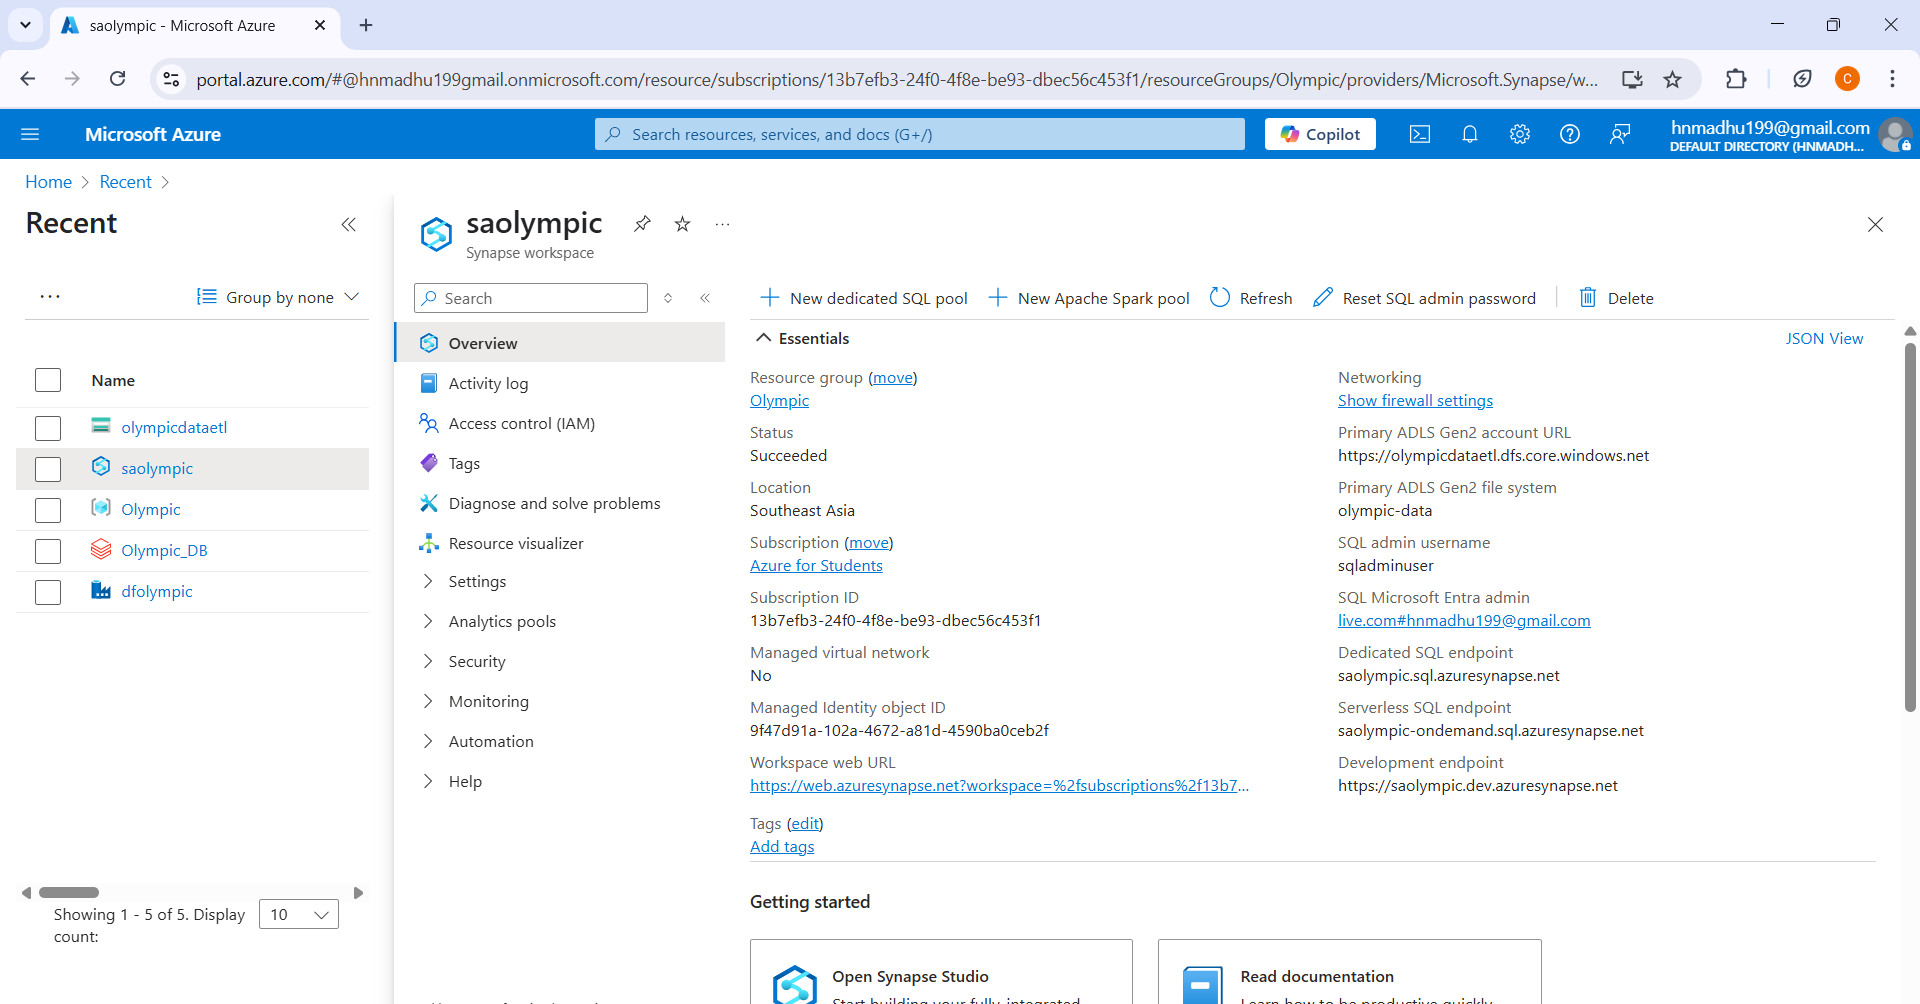 saolympic - Microsoft Azure
portal.azure.com/#@hnmadhu199gmail.onmicrosoft.com/resource/subscriptions/13b7efb3-24f0-4f8e-be93-dbec56c453f1/resourceGroups/Olympic/providers/Microsoft.Synapse/w...
C
Microsoft Azure
Search resources, services, and docs (G+/)
Copilot
hnmadhu199@gmail.com
DEFAULT DIRECTORY (HNMADH...
Home
Recent
Recent
Group by none
Name
olympicdataetl
saolympic
Olympic
Olympic_DB
dfolympic
Showing 1 - 5 of 5. Display count:
10
saolympic
Synapse workspace
Search
Overview
Activity log
Access control (IAM)
Tags
Diagnose and solve problems
Resource visualizer
Settings
Analytics pools
Security
Monitoring
Automation
Help
New dedicated SQL pool
New Apache Spark pool
Refresh
Reset SQL admin password
Delete
Essentials
JSON View
Resource group (move)
Olympic
Status
Succeeded
Location
Southeast Asia
Subscription (move)
Azure for Students
Subscription ID
13b7efb3-24f0-4f8e-be93-dbec56c453f1
Managed virtual network
No
Managed Identity object ID
9f47d91a-102a-4672-a81d-4590ba0ceb2f
Workspace web URL
https://web.azuresynapse.net?workspace=%2fsubscriptions%2f13b7...
Tags (edit)
Add tags
Networking
Show firewall settings
Primary ADLS Gen2 account URL
https://olympicdataetl.dfs.core.windows.net
Primary ADLS Gen2 file system
olympic-data
SQL admin username
sqladminuser
SQL Microsoft Entra admin
live.com#hnmadhu199@gmail.com
Dedicated SQL endpoint
saolympic.sql.azuresynapse.net
Serverless SQL endpoint
saolympic-ondemand.sql.azuresynapse.net
Development endpoint
https://saolympic.dev.azuresynapse.net
Getting started
Open Synapse Studio
Start building your fully-integrated
Read documentation
Learn how to be productive quickly